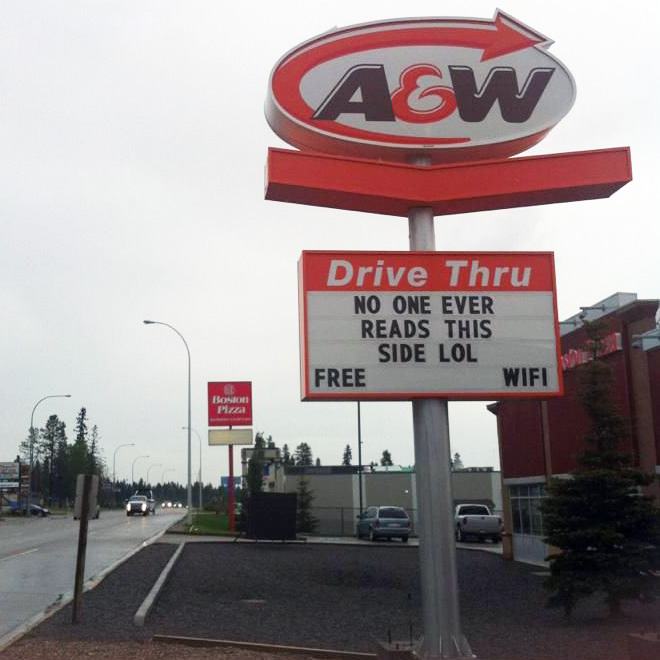 A&W
Drive Thru
NO ONE EVER
READS THIS
SIDE LOL
FREE WIFI
Boston
Pizza